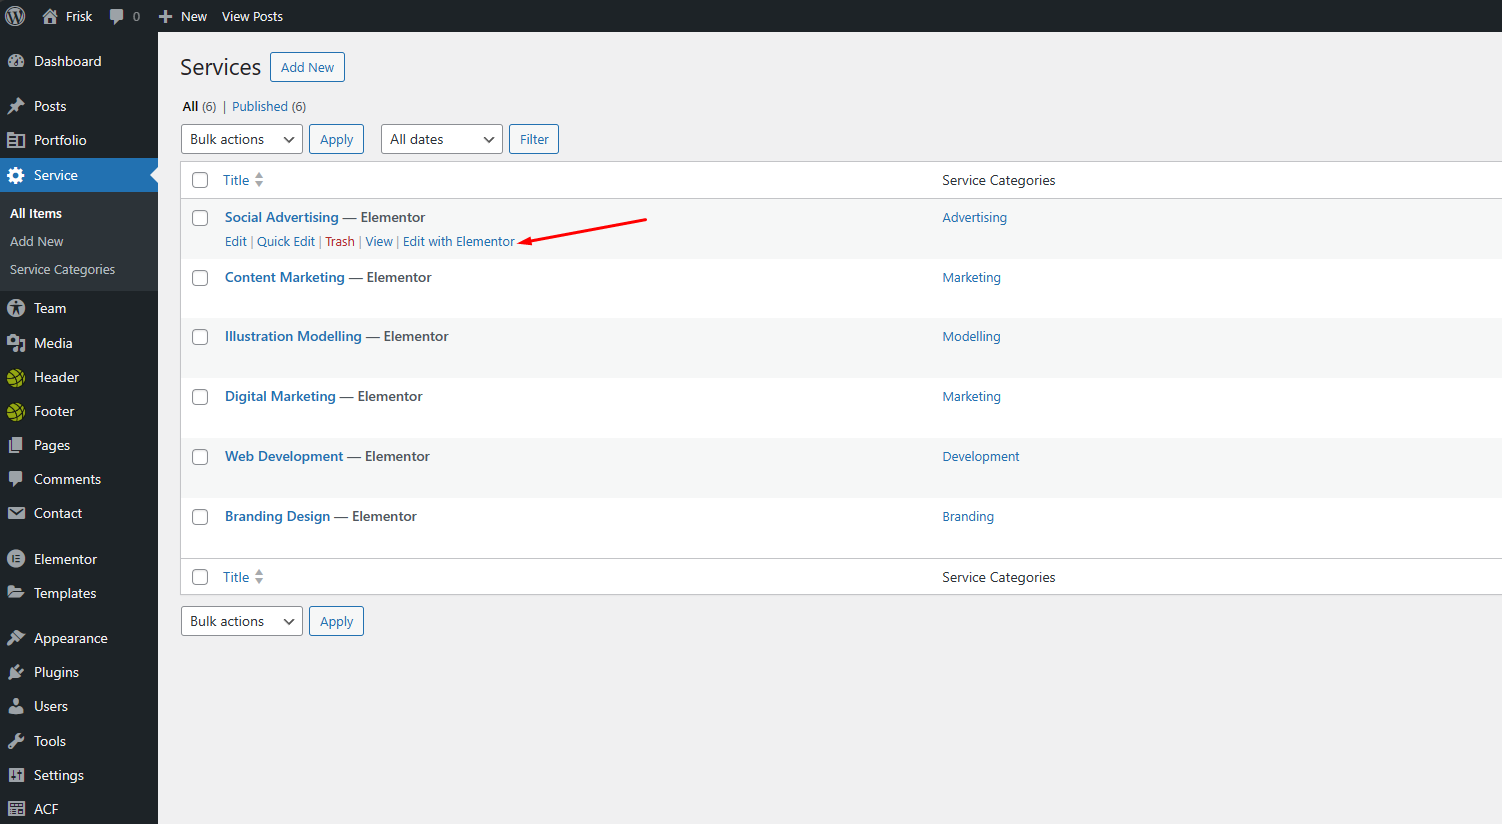 Frisk 0 New View Posts
Dashboard
Posts
Portfolio
Service
All Items
Add New
Service Categories
Team
Media
Header
Footer
Pages
Comments
Contact
Elementor
Templates
Appearance
Plugins
Users
Tools
Settings
ACF
Services Add New
All (6) | Published (6)
Bulk actions Apply All dates Filter
Title Service Categories
Social Advertising — Elementor Advertising
Edit | Quick Edit | Trash | View | Edit with Elementor
Content Marketing — Elementor Marketing
Illustration Modelling — Elementor Modelling
Digital Marketing — Elementor Marketing
Web Development — Elementor Development
Branding Design — Elementor Branding
Title Service Categories
Bulk actions Apply